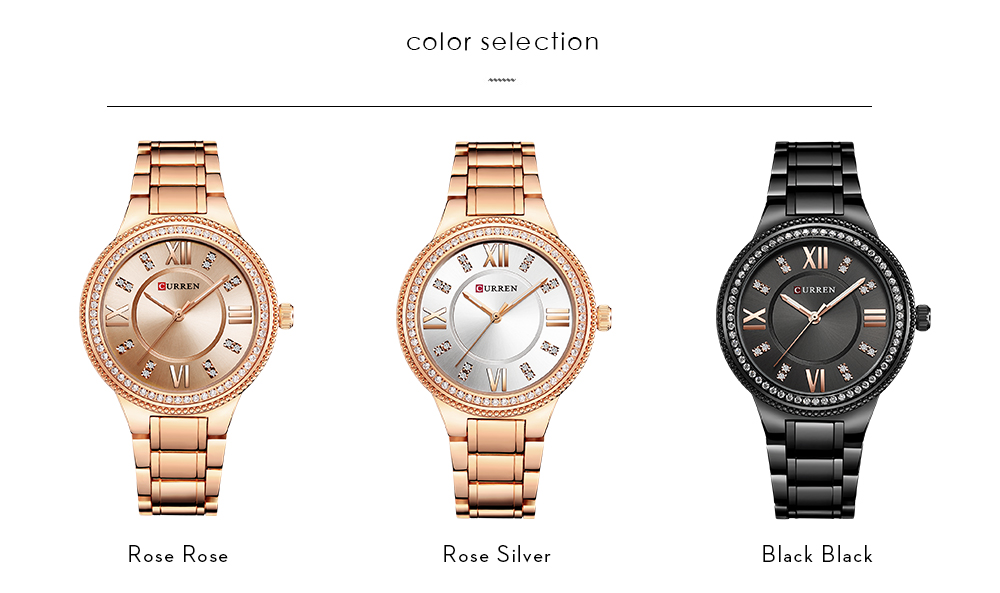 color selection
XII
CURREN
IX
III
VI
XII
CURREN
IX
III
VI
XII
CURREN
IX
III
VI
Rose Rose
Rose Silver
Black Black